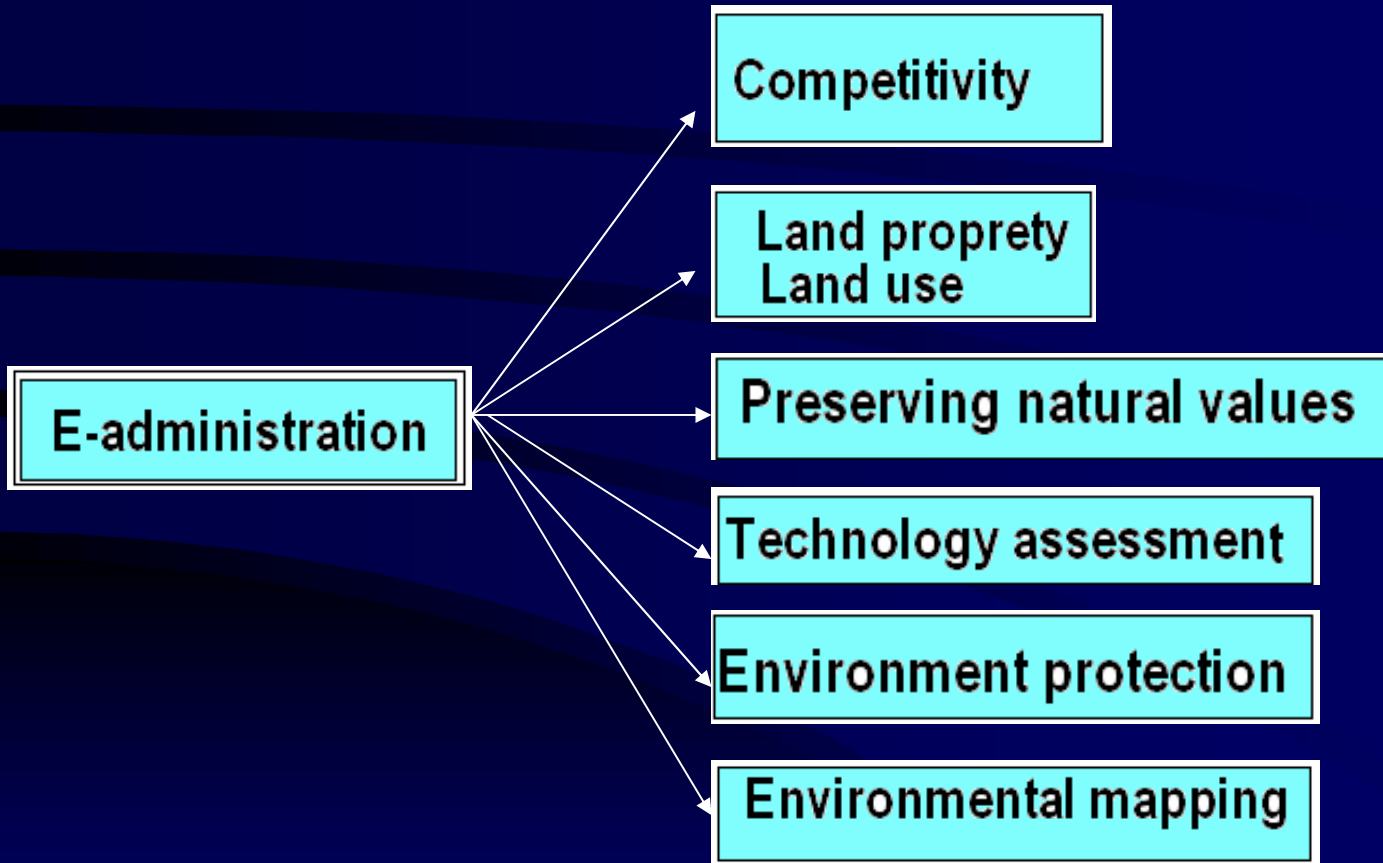 Competitivity
Land proprety
Land use
Preserving natural values
E-administration
Technology assessment
Environment protection
Environmental mapping